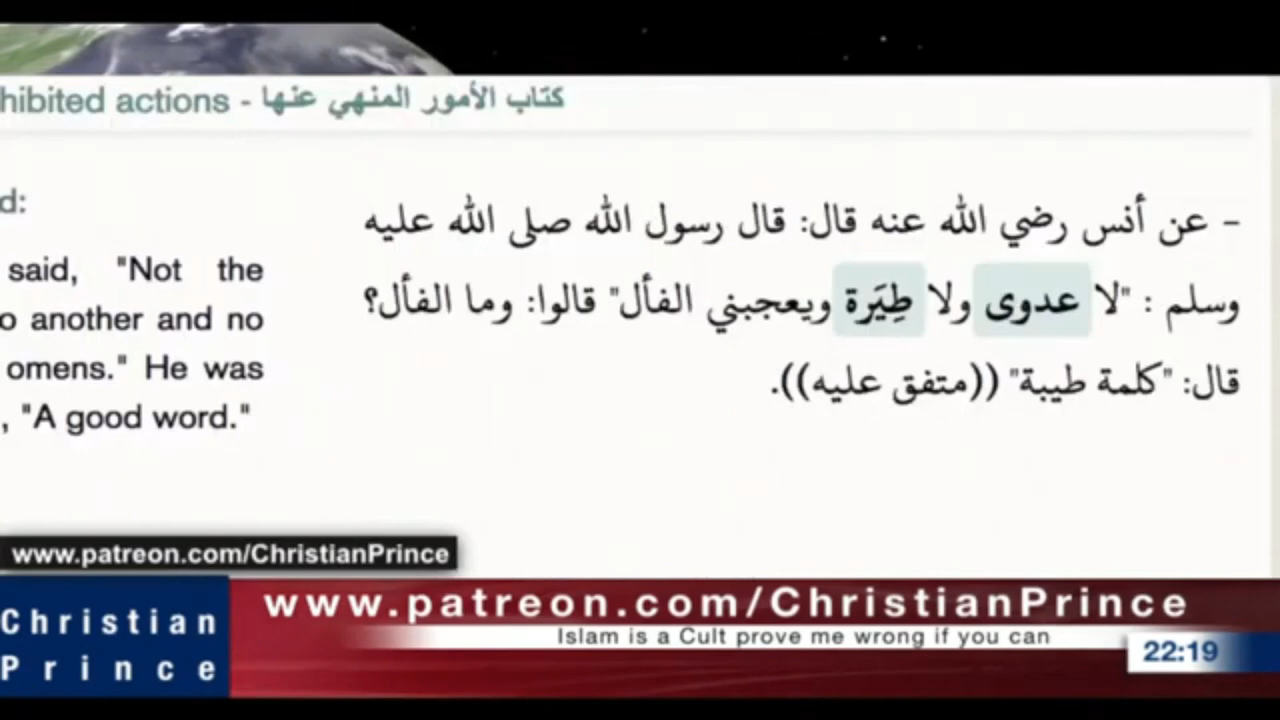 hibited actions - كتاب الأمور المنهي عنها
d:
said, "Not the
o another and no
omens." He was
, "A good word."
- عن أنس رضي الله عنه قال: قال رسول الله صلى الله عليه
وسلم : "لا عدوى ولا طِيَرة ويعجبني الفأل" قالوا: وما الفأل؟
قال: "كلمة طيبة" ((متفق عليه)).
www.patreon.com/ChristianPrince
www.patreon.com/ChristianPrince
Islam is a Cult prove me wrong if you can
Christian
Prince
22:19